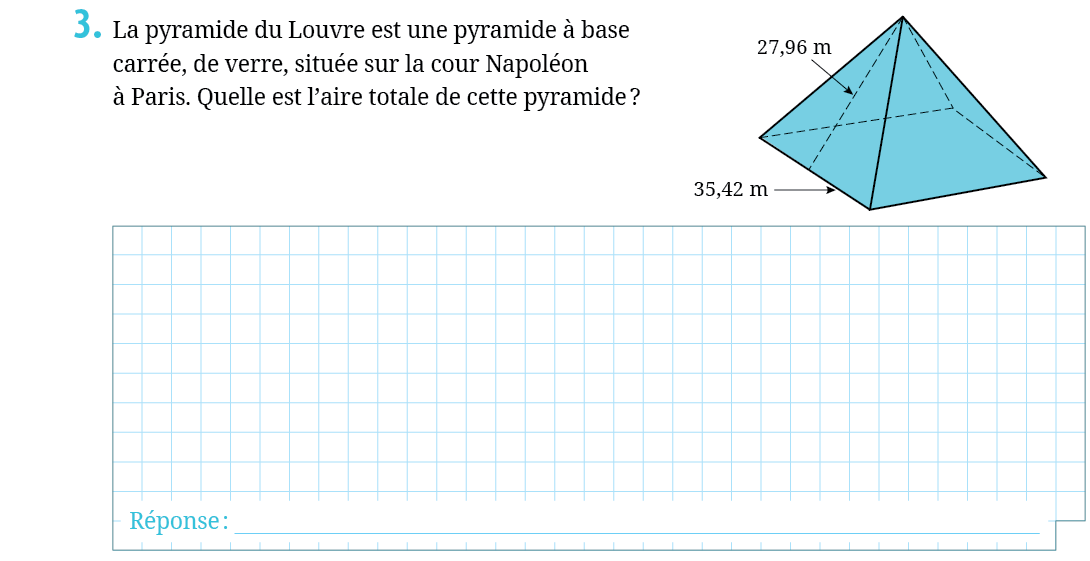 3. La pyramide du Louvre est une pyramide à base
carrée, de verre, située sur la cour Napoléon
à Paris. Quelle est l’aire totale de cette pyramide ?
27,96 m
35,42 m
Réponse :